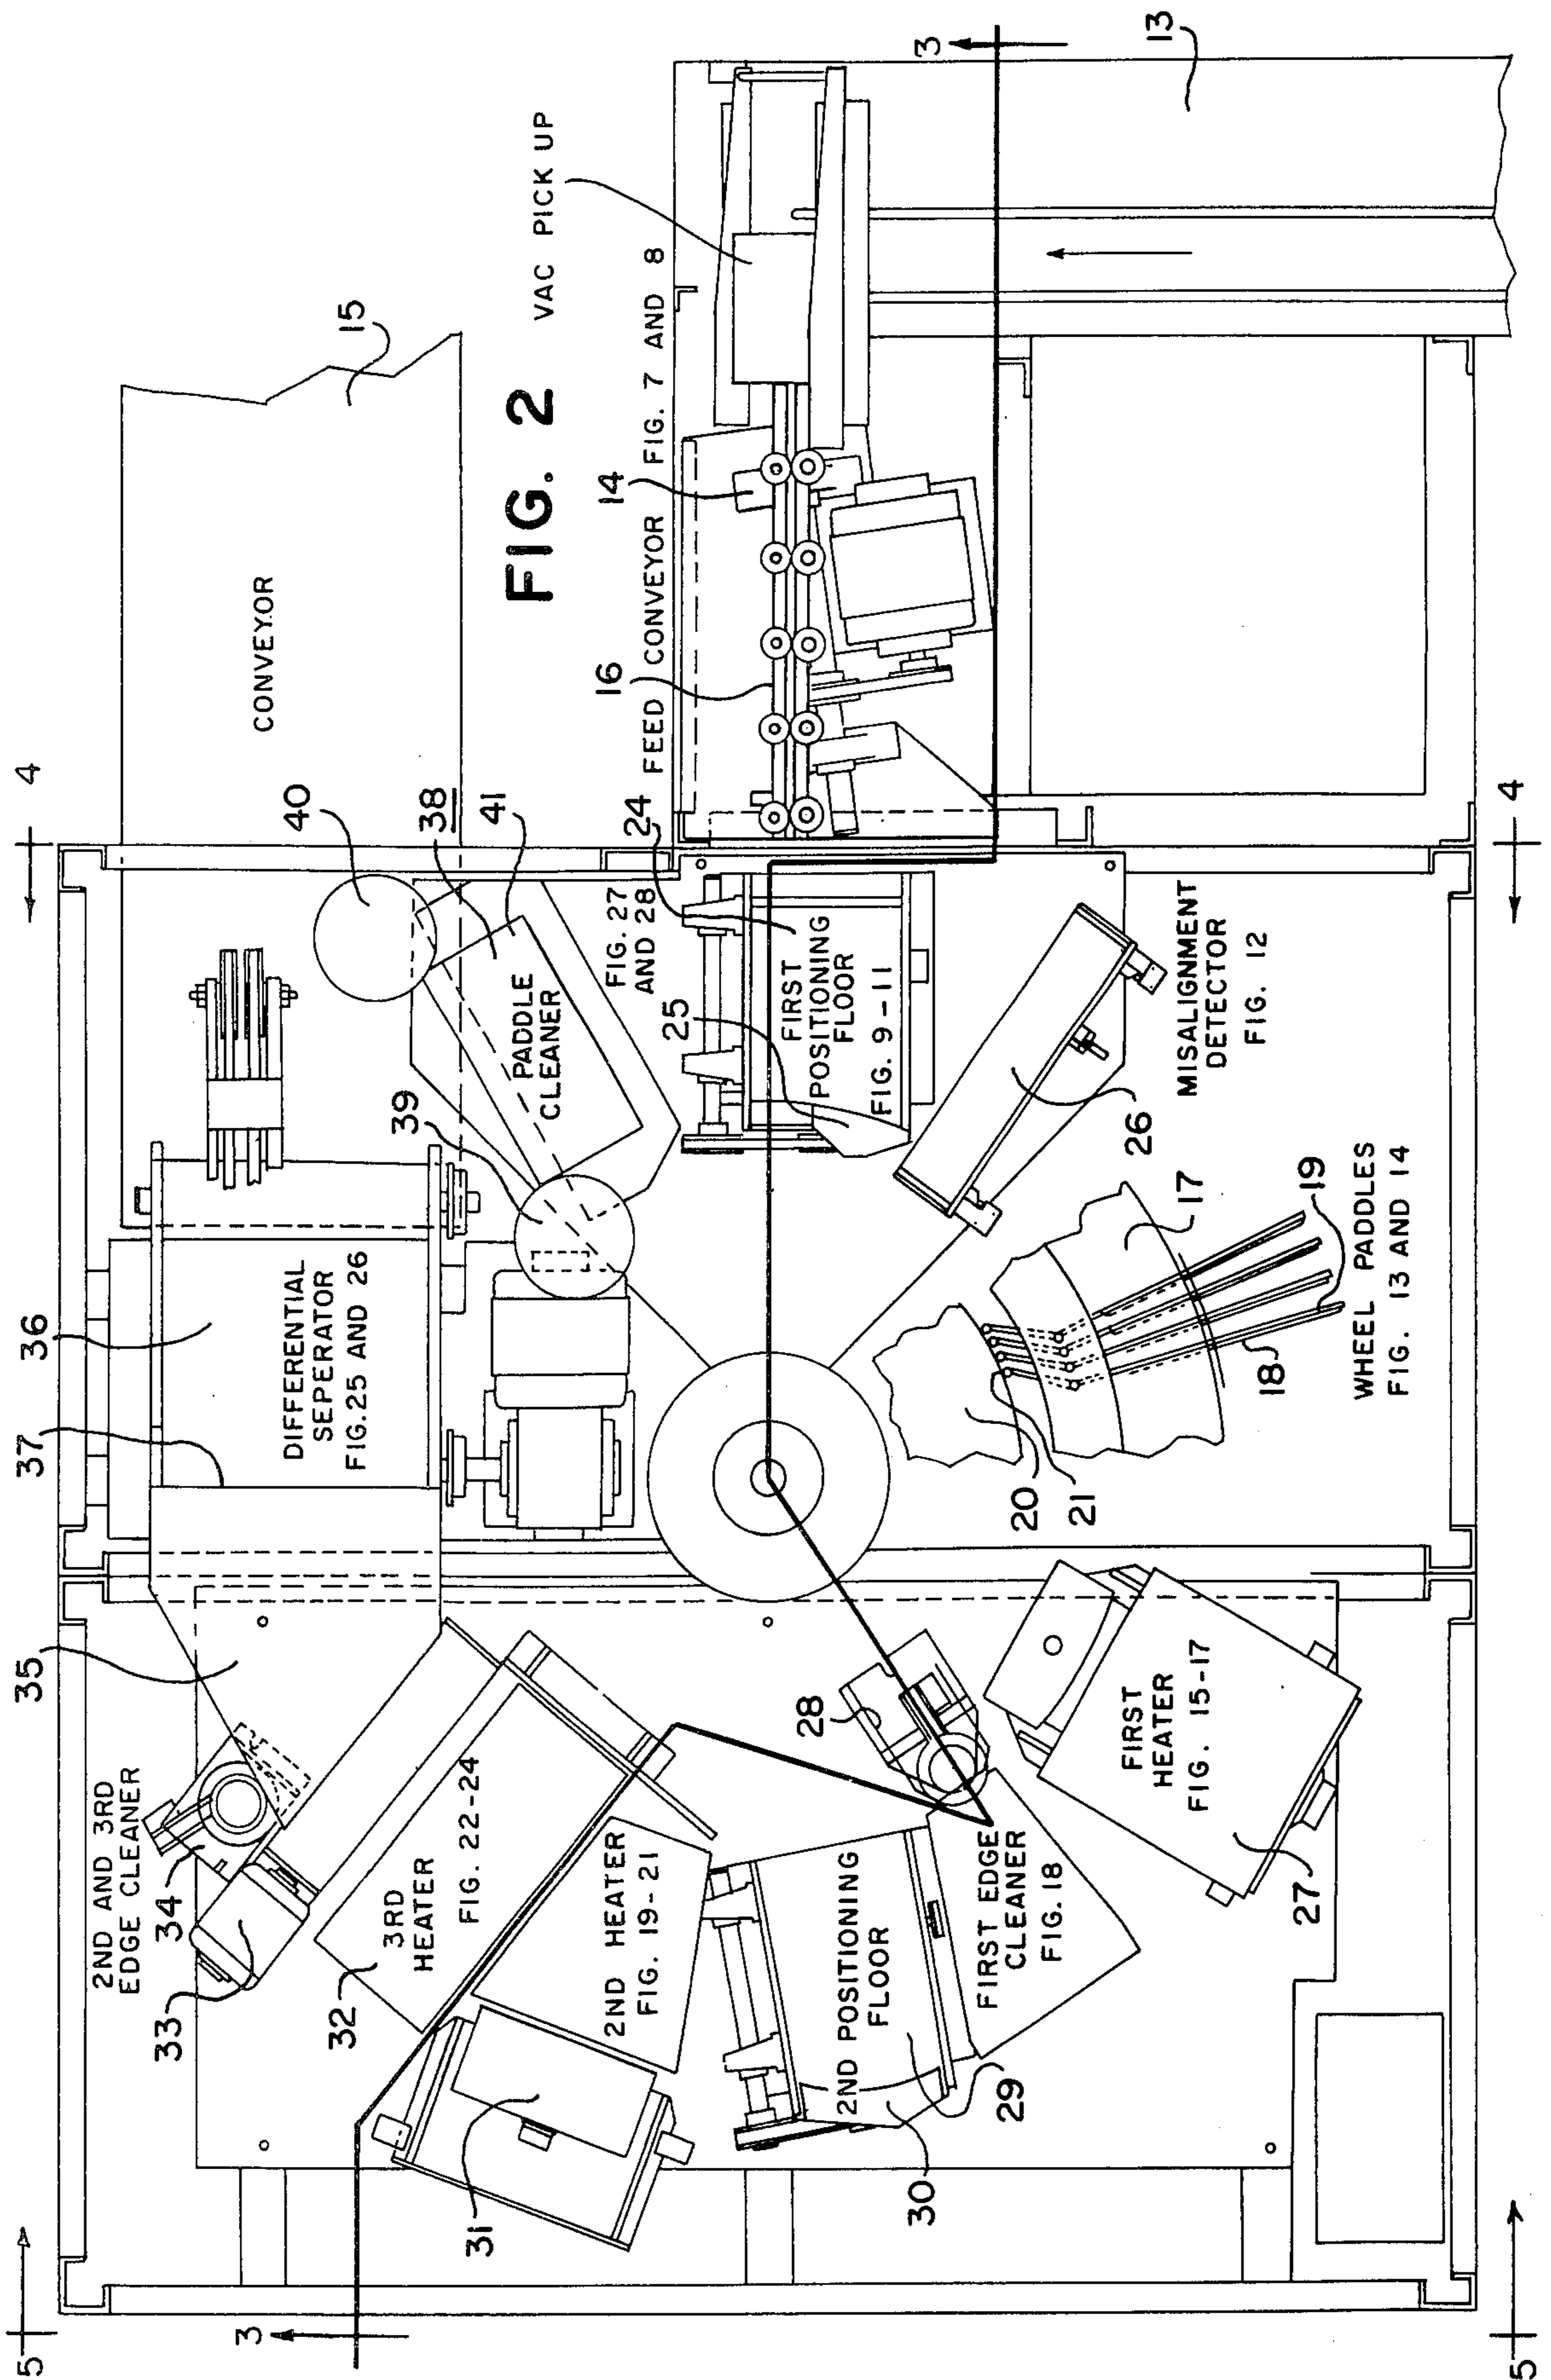 FIG. 2
VAC PICK UP
FEED CONVEYOR FIG. 7 AND 8
CONVEYOR
13
3
15
14
16
4
4
40
38
41
24
FIG. 27
AND 28
PADDLE
CLEANER
25
FIRST
POSITIONING
FLOOR
FIG. 9-11
MISALIGNMENT
DETECTOR
FIG. 12
26
39
36
37
DIFFERENTIAL
SEPERATOR
FIG. 25 AND 26
17
19
18
20
21
WHEEL PADDLES
FIG. 13 AND 14
35
28
FIRST
HEATER
FIG. 15-17
27
2ND AND 3RD
EDGE CLEANER
34
33
3RD
HEATER
FIG. 22-24
32
2ND HEATER
FIG. 19-21
31
2ND POSITIONING
FLOOR
FIRST EDGE
CLEANER
FIG. 18
29
30
3
5
5